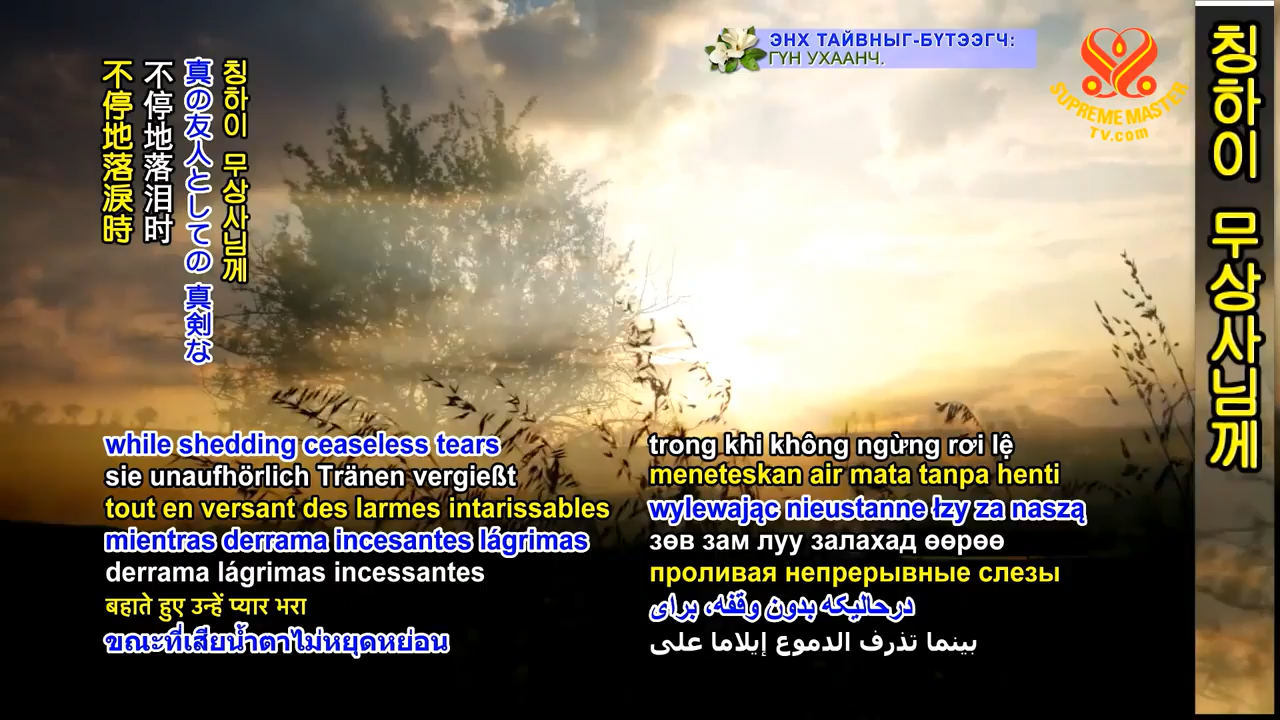 ЭНХ ТАЙВНЫГ-БҮТЭЭГЧ:
ГҮН УХААНЧ.
SUPREME MASTER
TV.com
칭하이 무상사님께
칭하이 무상사님께
真の友人としての 真剣な
不停地落泪时
不停地落淚時
while shedding ceaseless tears
sie unaufhörlich Tränen vergießt
tout en versant des larmes intarissables
mientras derrama incesantes lágrimas
derrama lágrimas incessantes
बहाते हुए उन्हें प्यार भरा
ขณะที่เสียน้ำตาไม่หยุดหย่อน
trong khi không ngừng rơi lệ
meneteskan air mata tanpa henti
wylewając nieustanne łzy za naszą
зөв зам луу залахад өөрөө
проливая непрерывные слезы
درحالیکه بدون وقفه، برای
بينما تذرف الدموع إيلاما على